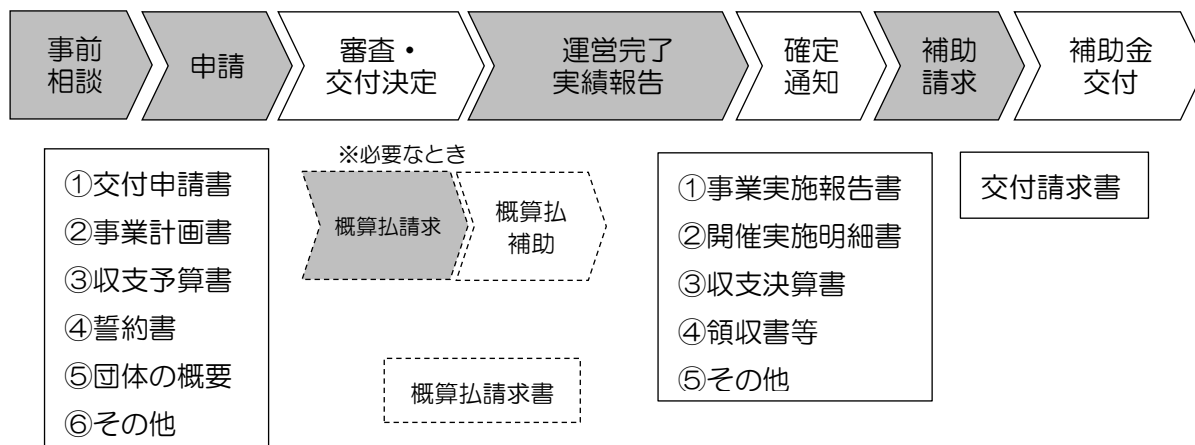 事前
相談
申請
審査・
交付決定
運営完了
実績報告
確定
通知
補助
請求
補助金
交付
※必要なとき
概算払請求
概算払
補助
①交付申請書
②事業計画書
③収支予算書
④誓約書
⑤団体の概要
⑥その他
概算払請求書
①事業実施報告書
②開催実施明細書
③収支決算書
④領収書等
⑤その他
交付請求書